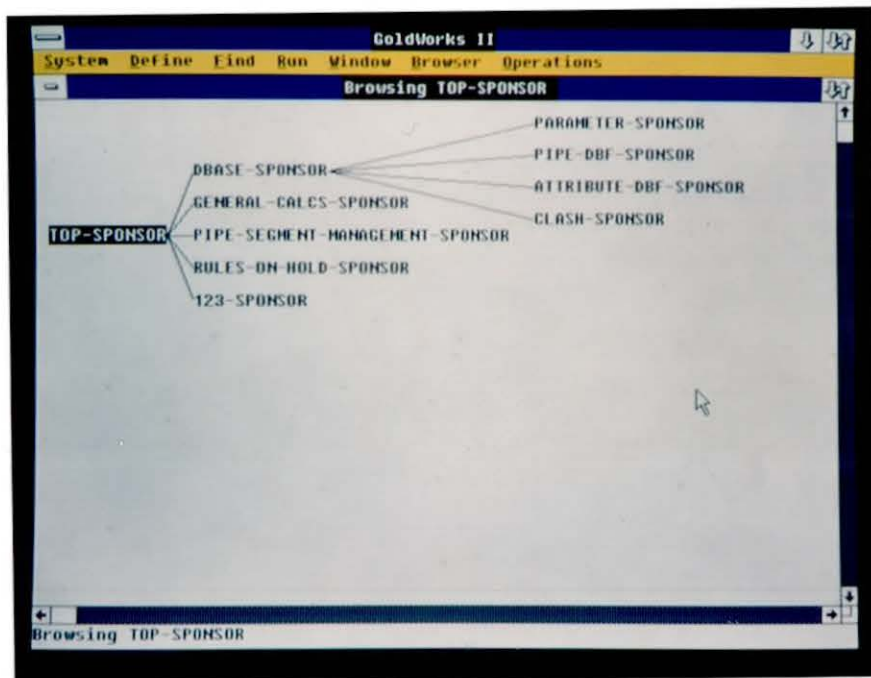 GoldWorks II
System Define Find Run Window Browser Operations
Browsing TOP-SPONSOR
PARAMETER-SPONSOR
PIPE-DBF-SPONSOR
DBASE-SPONSOR
ATTRIBUTE-DBF-SPONSOR
GENERAL-CALCS-SPONSOR
CLASH-SPONSOR
TOP-SPONSOR
PIPE-SEGMENT-MANAGEMENT-SPONSOR
RULES-ON-HOLD-SPONSOR
123-SPONSOR
Browsing TOP-SPONSOR